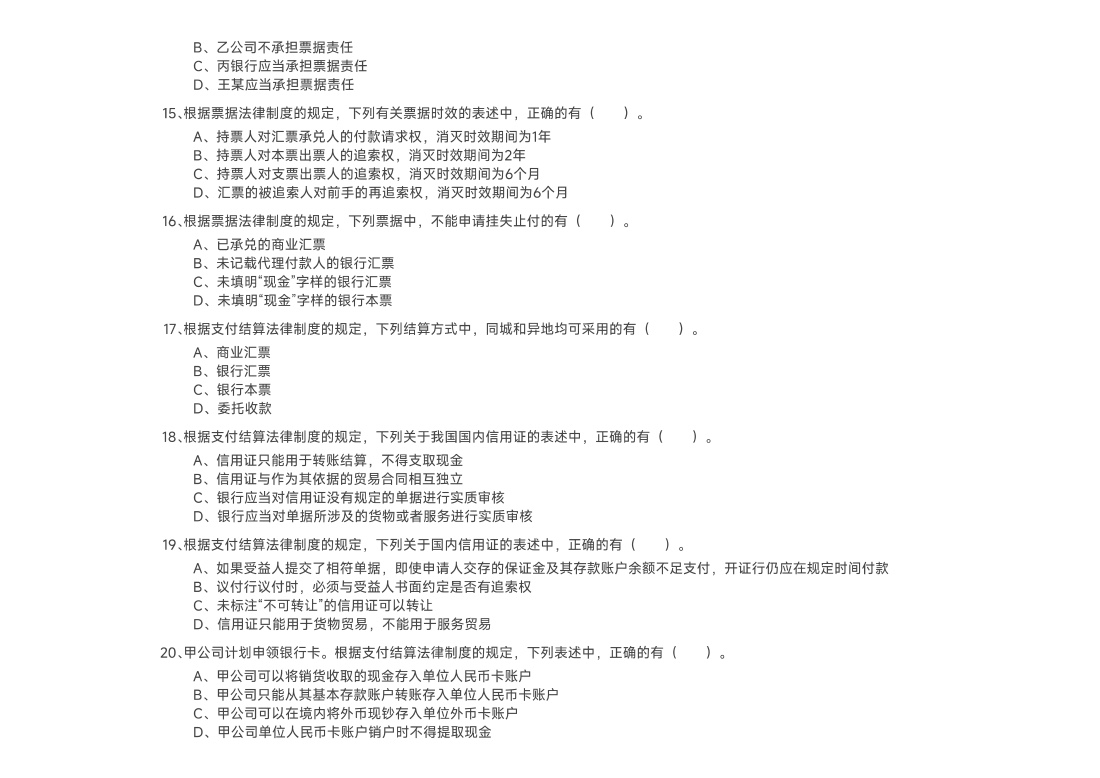 B、乙公司不承担票据责任
C、丙银行应当承担票据责任
D、王某应当承担票据责任
15、根据票据法律制度的规定，下列有关票据时效的表述中，正确的有（　　）。
A、持票人对汇票承兑人的付款请求权，消灭时效期间为1年
B、持票人对本票出票人的追索权，消灭时效期间为2年
C、持票人对支票出票人的追索权，消灭时效期间为6个月
D、汇票的被追索人对前手的再追索权，消灭时效期间为6个月
16、根据票据法律制度的规定，下列票据中，不能申请挂失止付的有（　　）。
A、已承兑的商业汇票
B、未记载代理付款人的银行汇票
C、未填明“现金”字样的银行汇票
D、未填明“现金”字样的银行本票
17、根据支付结算法律制度的规定，下列结算方式中，同城和异地均可采用的有（　　）。
A、商业汇票
B、银行汇票
C、银行本票
D、委托收款
18、根据支付结算法律制度的规定，下列关于我国国内信用证的表述中，正确的有（　　）。
A、信用证只能用于转账结算，不得支取现金
B、信用证与作为其依据的贸易合同相互独立
C、银行应当对信用证没有规定的单据进行实质审核
D、银行应当对单据所涉及的货物或者服务进行实质审核
19、根据支付结算法律制度的规定，下列关于国内信用证的表述中，正确的有（　　）。
A、如果受益人提交了相符单据，即使申请人交存的保证金及其存款账户余额不足支付，开证行仍应在规定时间付款
B、议付行议付时，必须与受益人书面约定是否有追索权
C、未标注“不可转让”的信用证可以转让
D、信用证只能用于货物贸易，不能用于服务贸易
20、甲公司计划申领银行卡。根据支付结算法律制度的规定，下列表述中，正确的有（　　）。
A、甲公司可以将销货收取的现金存入单位人民币卡账户
B、甲公司只能从其基本存款账户转账存入单位人民币卡账户
C、甲公司可以在境内将外币现钞存入单位外币卡账户
D、甲公司单位人民币卡账户销户时不得提取现金